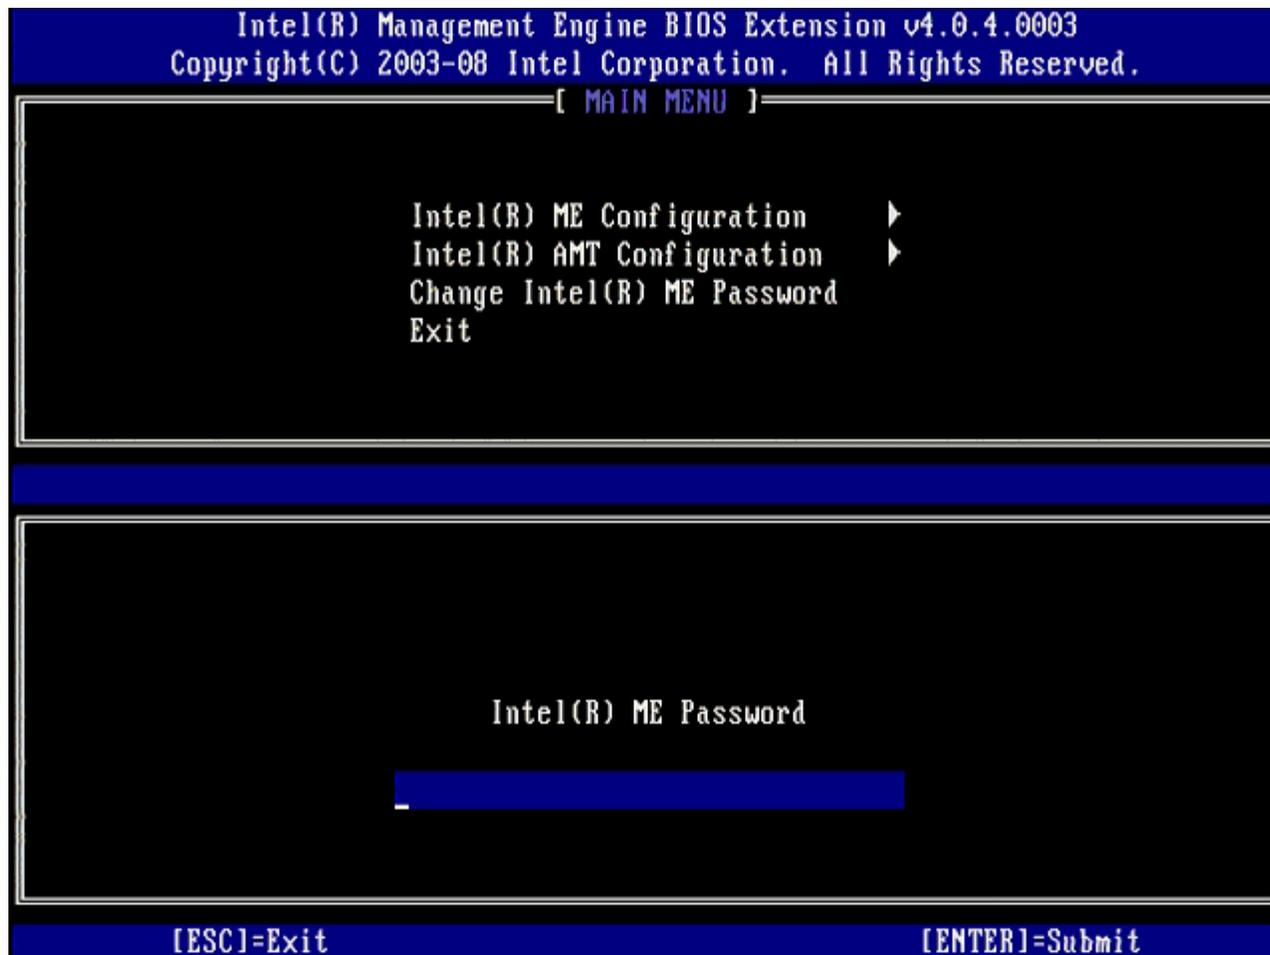 Intel(R) Management Engine BIOS Extension v4.0.4.0003
Copyright(C) 2003-08 Intel Corporation. All Rights Reserved.
[ MAIN MENU ]
Intel(R) ME Configuration
Intel(R) AMT Configuration
Change Intel(R) ME Password
Exit
Intel(R) ME Password
[ESC]=Exit [ENTER]=Submit